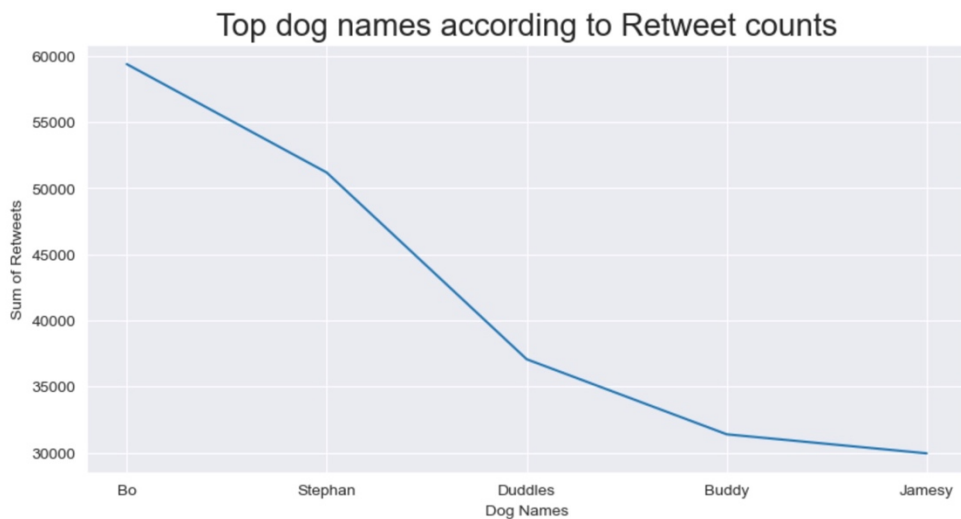 Top dog names according to Retweet counts
60000
55000
50000
45000
40000
35000
30000
Sum of Retweets
Bo Stephan Duddles Buddy Jamesy
Dog Names